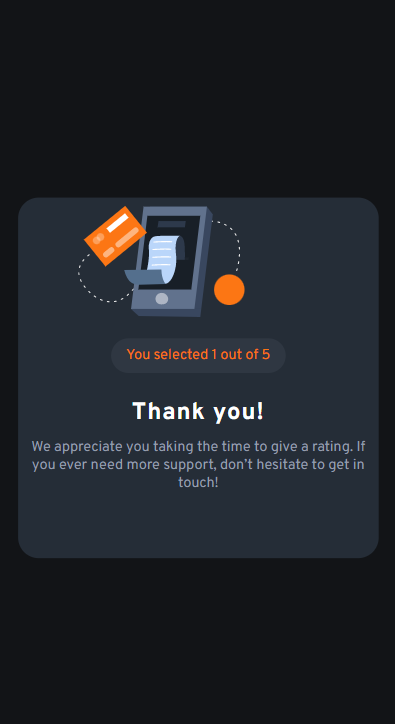 You selected 1 out of 5
Thank you!
We appreciate you taking the time to give a rating. If
you ever need more support, don't hesitate to get in
touch!